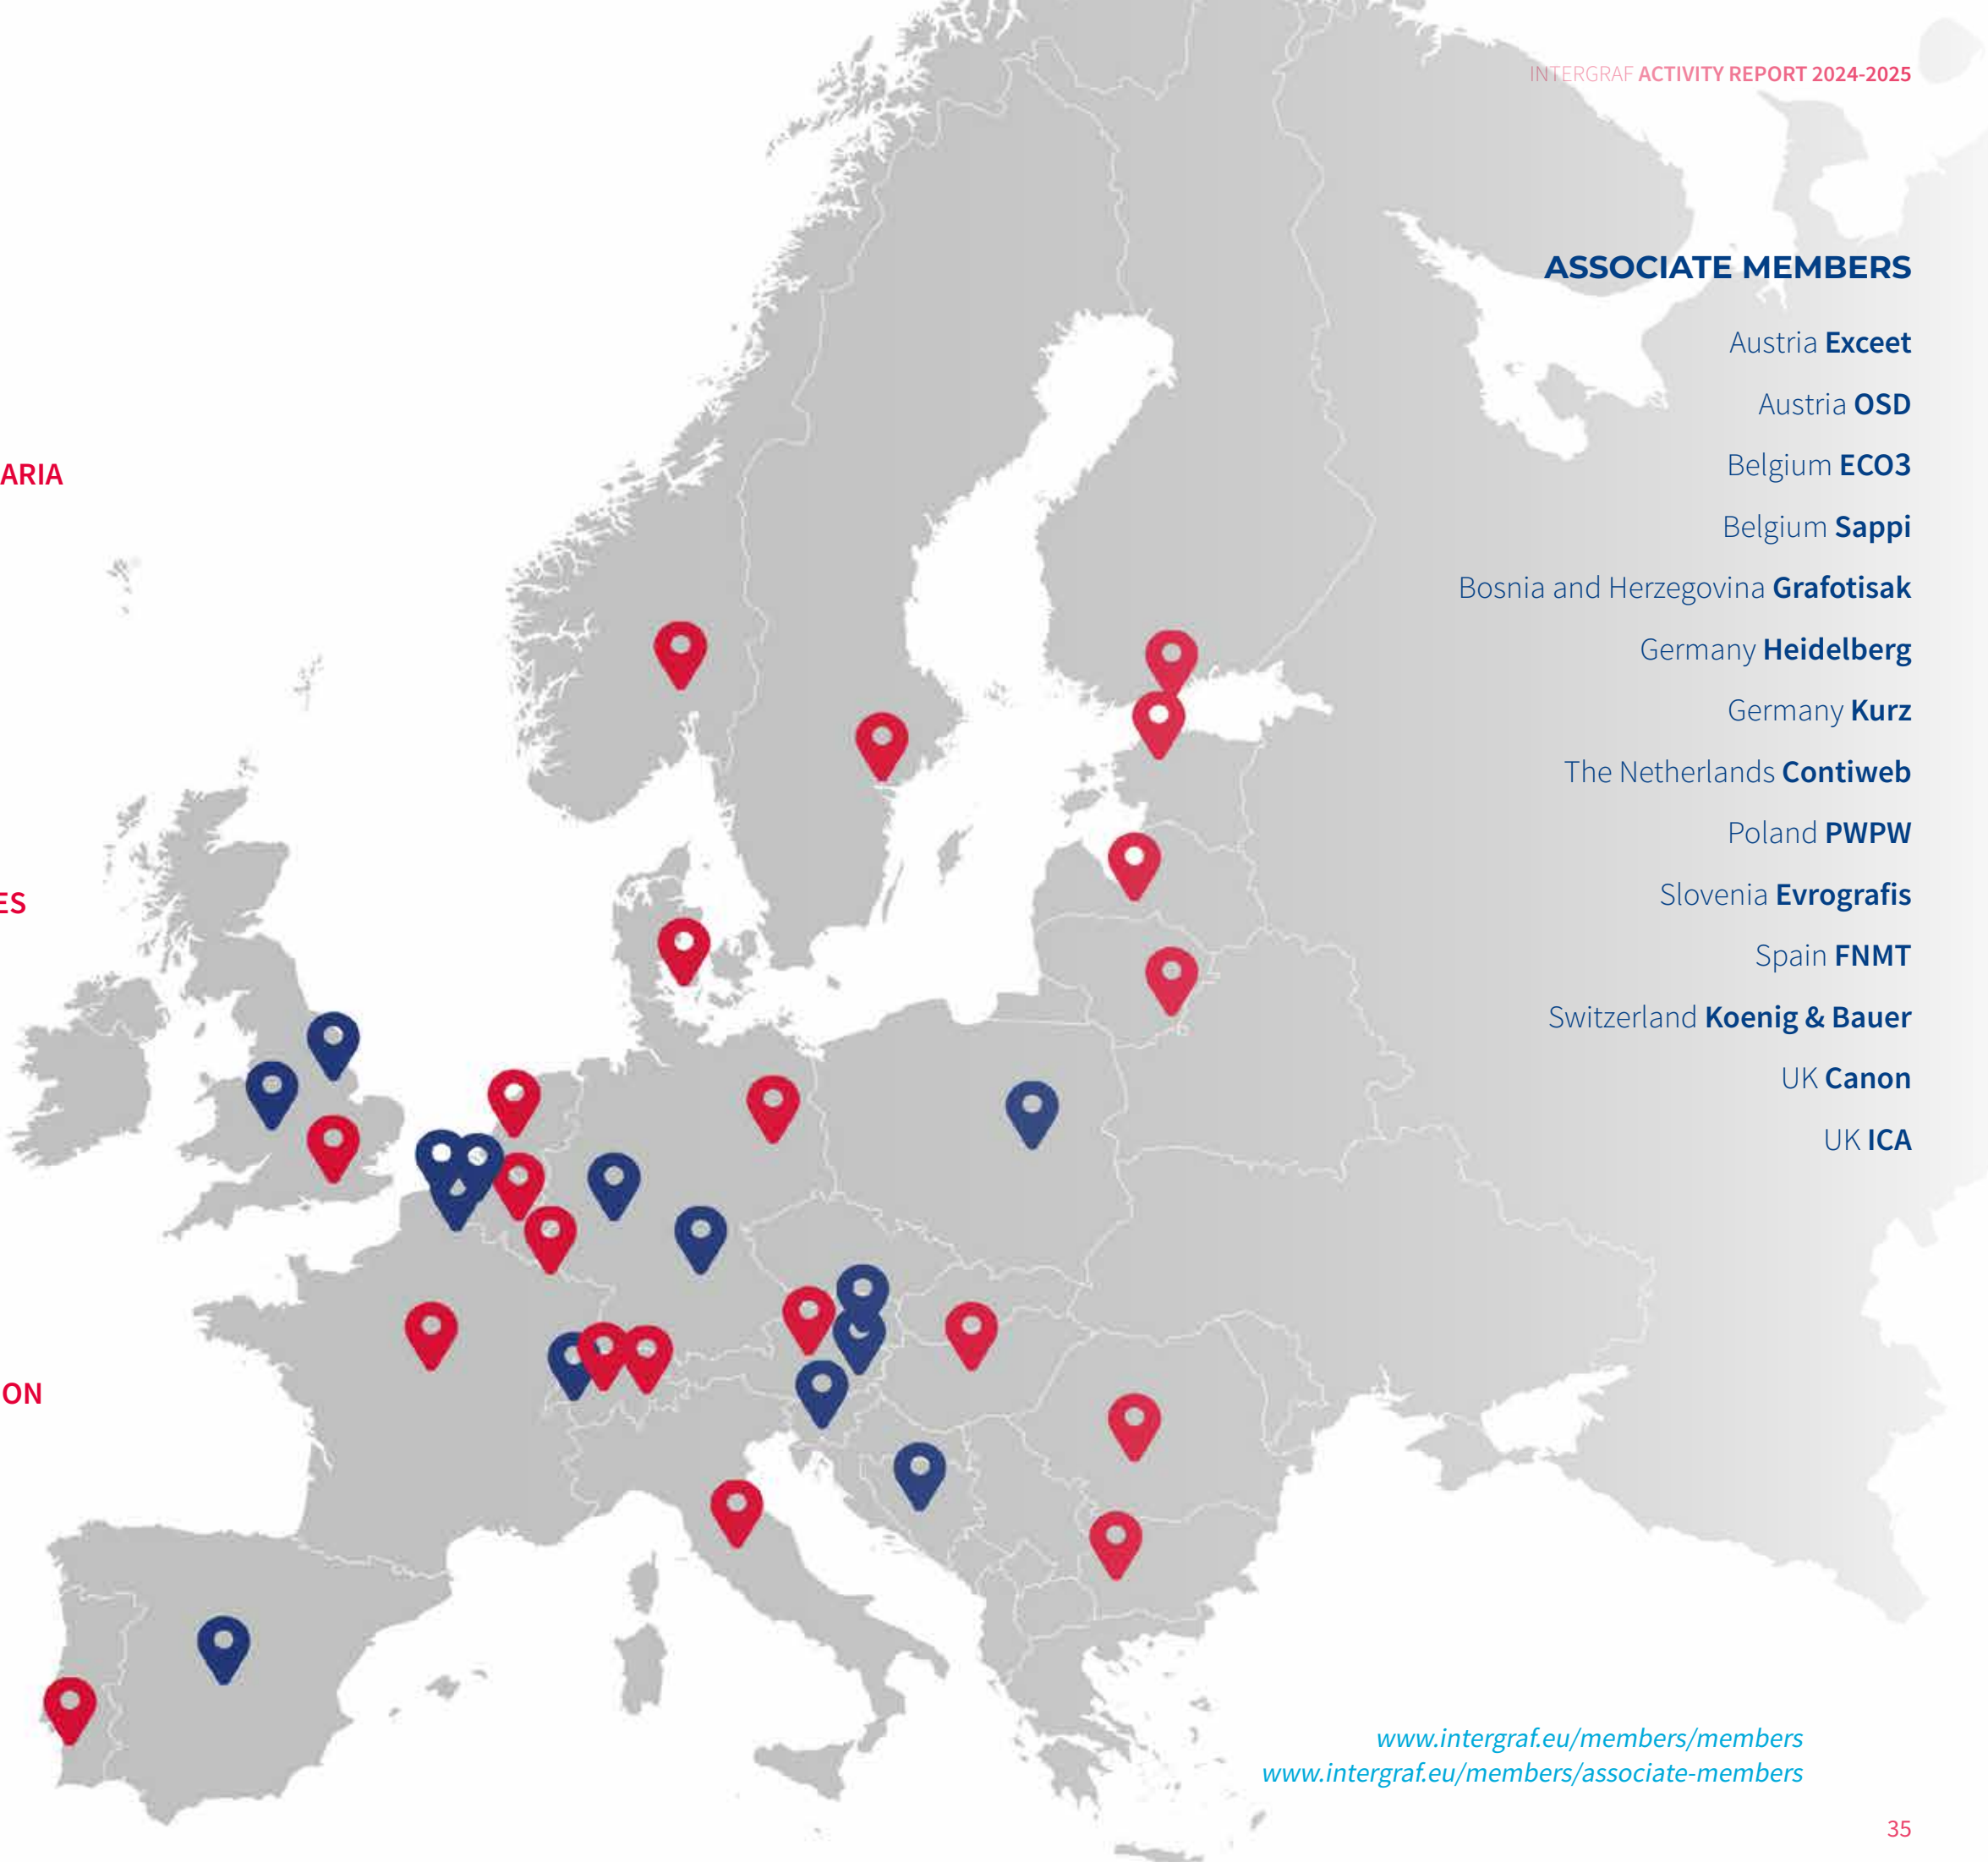 INTERGRAF ACTIVITY REPORT 2024-2025
ASSOCIATE MEMBERS
Austria Exceet
Austria OSD
Belgium ECO3
ARIA
Belgium Sappi
Bosnia and Herzegovina Grafotisak
Germany Heidelberg
Germany Kurz
The Netherlands Contiweb
Poland PWPW
Slovenia Evrografis
ES
Spain FNMT
Switzerland Koenig & Bauer
UK Canon
UK ICA
ON
www.intergraf.eu/members/members
www.intergraf.eu/members/associate-members
35